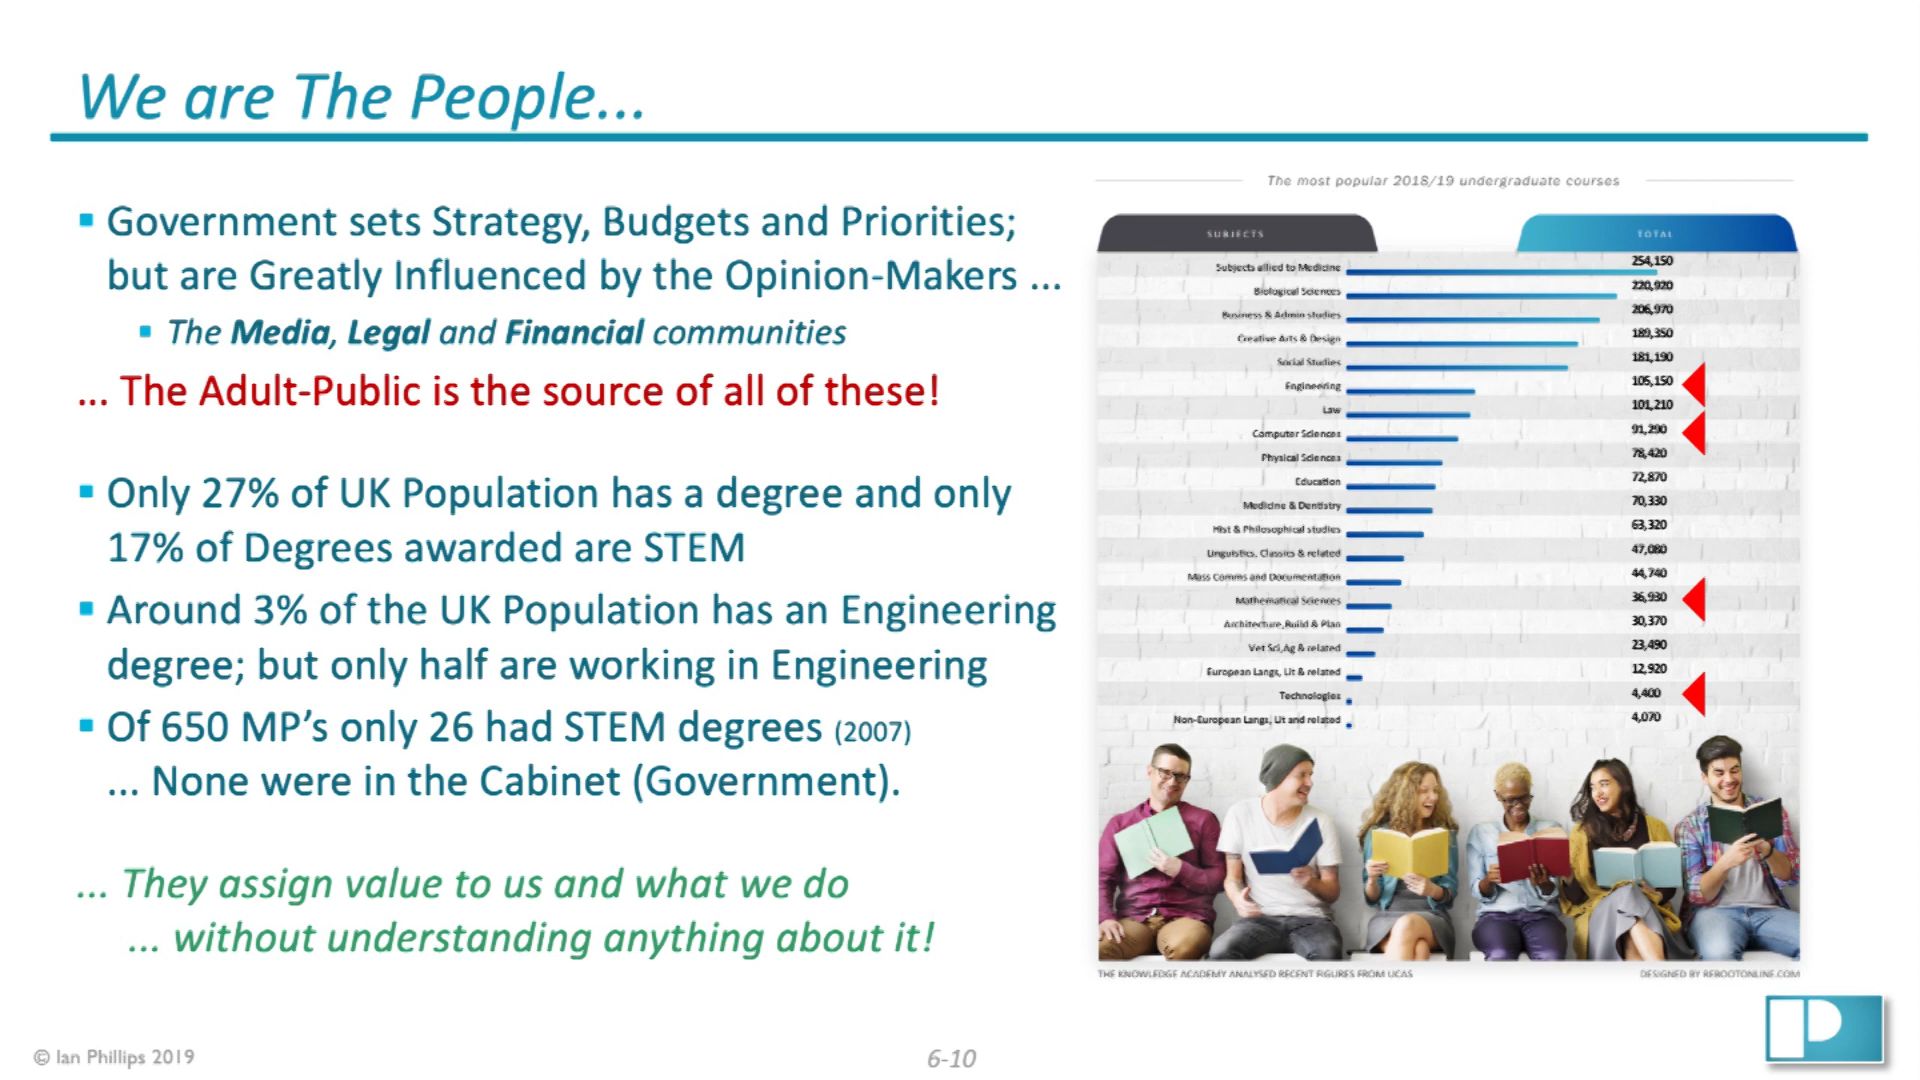 We are The People...
▪ Government sets Strategy, Budgets and Priorities;
but are Greatly Influenced by the Opinion-Makers ...
▪ The Media, Legal and Financial communities
... The Adult-Public is the source of all of these!
▪ Only 27% of UK Population has a degree and only
17% of Degrees awarded are STEM
▪ Around 3% of the UK Population has an Engineering
degree; but only half are working in Engineering
▪ Of 650 MP's only 26 had STEM degrees (2007)
... None were in the Cabinet (Government).
... They assign value to us and what we do
... without understanding anything about it!
The most popular 2018/19 undergraduate courses
SUBJECTS TOTAL
Subjects allied to Medicine 254,150
Biological Sciences 220,920
Business & Admin studies 206,970
Creative Arts & Design 189,350
Social Studies 181,190
Engineering 105,150
Law 101,210
Computer Sciences 91,290
Physical Sciences 78,420
Education 72,870
Medicine & Dentistry 70,330
Hist & Philosophical studies 63,320
Linguistics, Classics & related 47,080
Mass Comms and Documentation 44,740
Mathematical Sciences 36,930
Architecture,Build & Plan 30,370
Vet Sci,Ag & related 23,490
European Langs, Lit & related 12,920
Technologies 4,400
Non-European Langs, Lit and related 4,070
THE KNOWLEDGE ACADEMY ANALYSED RECENT FIGURES FROM UCAS
DESIGNED BY REBOOTONLINE.COM
© Ian Phillips 2019
6-10
P